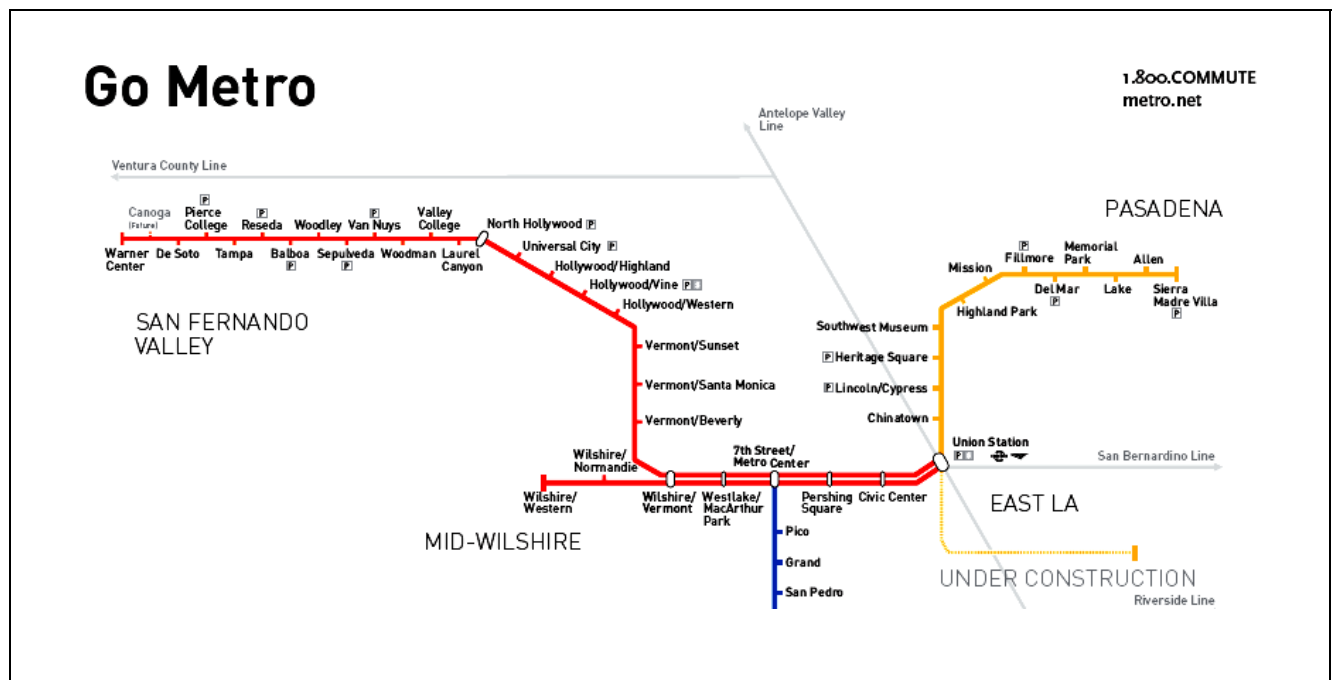 Go Metro
1.800.COMMUTE
metro.net
Antelope Valley
Line
Ventura County Line
Canoga
(Future)
Pierce
College
P
Reseda
P
Woodley
Van Nuys
P
Valley
College
North Hollywood P
Warner
Center
De Soto
Tampa
Balboa
P
Sepulveda
P
Woodman
Laurel
Canyon
Universal City P
Hollywood/Highland
Hollywood/Vine P
Hollywood/Western
SAN FERNANDO
VALLEY
Vermont/Sunset
Vermont/Santa Monica
Vermont/Beverly
PASADENA
Mission
P
Fillmore
Memorial
Park
Allen
Highland Park
Del Mar
P
Lake
Sierra
Madre Villa
P
Southwest Museum
P Heritage Square
P Lincoln/Cypress
Chinatown
Union Station
P
San Bernardino Line
Wilshire/
Normandie
7th Street/
Metro Center
Wilshire/
Western
Wilshire/
Vermont
Westlake/
MacArthur
Park
Pershing
Square
Civic Center
EAST LA
MID-WILSHIRE
Pico
Grand
San Pedro
UNDER CONSTRUCTION
Riverside Line